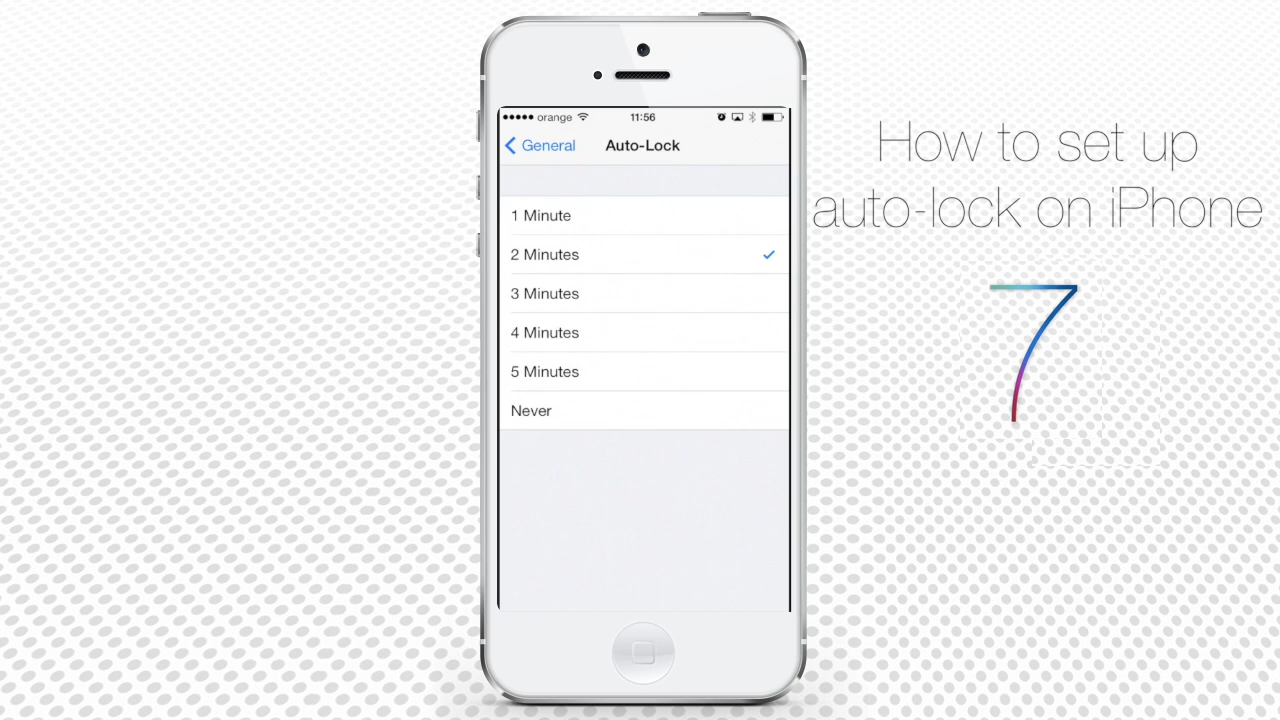 orange 11:56
General Auto-Lock
1 Minute
2 Minutes
3 Minutes
4 Minutes
5 Minutes
Never
How to set up
auto-lock on iPhone
7